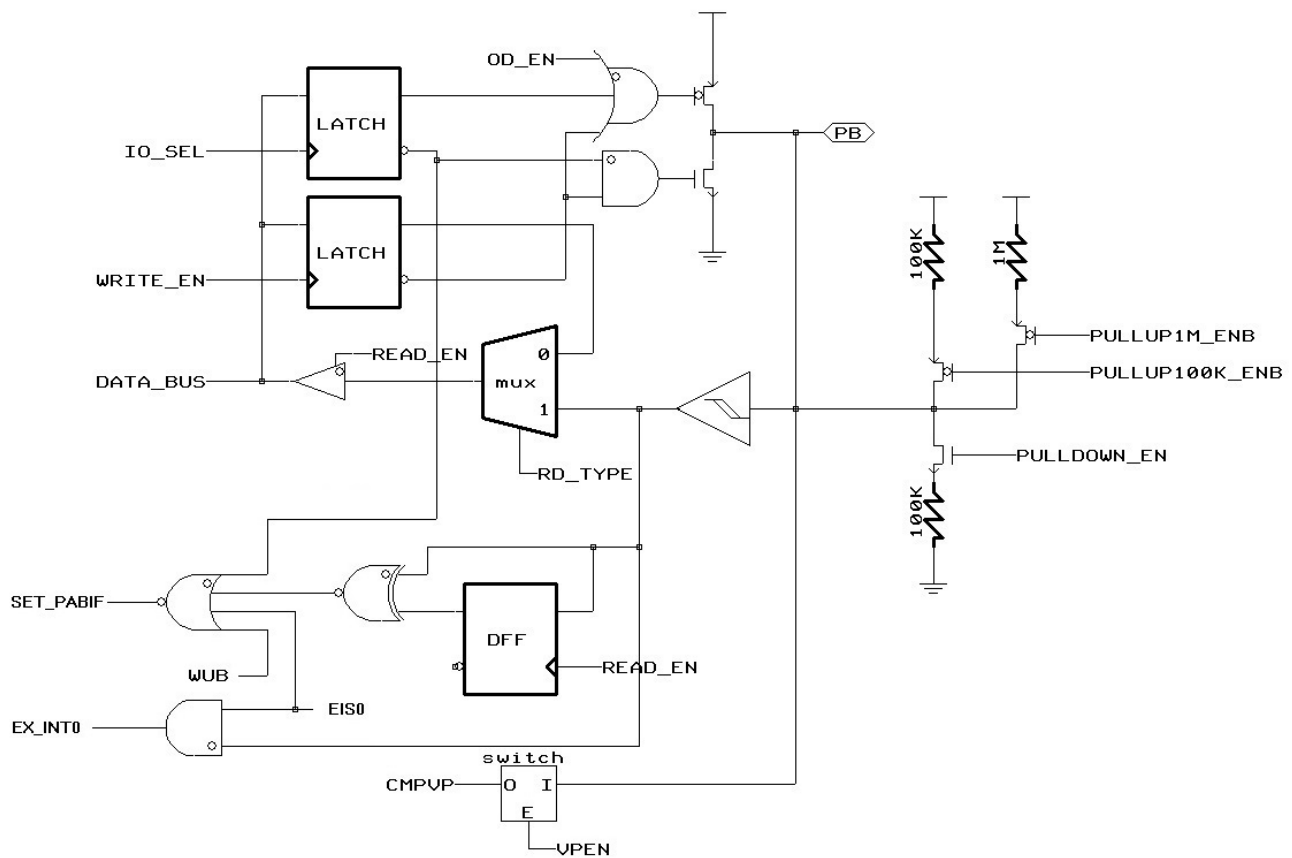 OD_EN
LATCH
IO_SEL
PB
LATCH
WRITE_EN
100K
1M
READ_EN
DATA_BUS
mux
0
1
RD_TYPE
PULLUP1M_ENB
PULLUP100K_ENB
PULLDOWN_EN
100K
SET_PABIF
DFF
READ_EN
WUB
EIS0
EX_INT0
switch
CMPVP
O I
E
VPEN